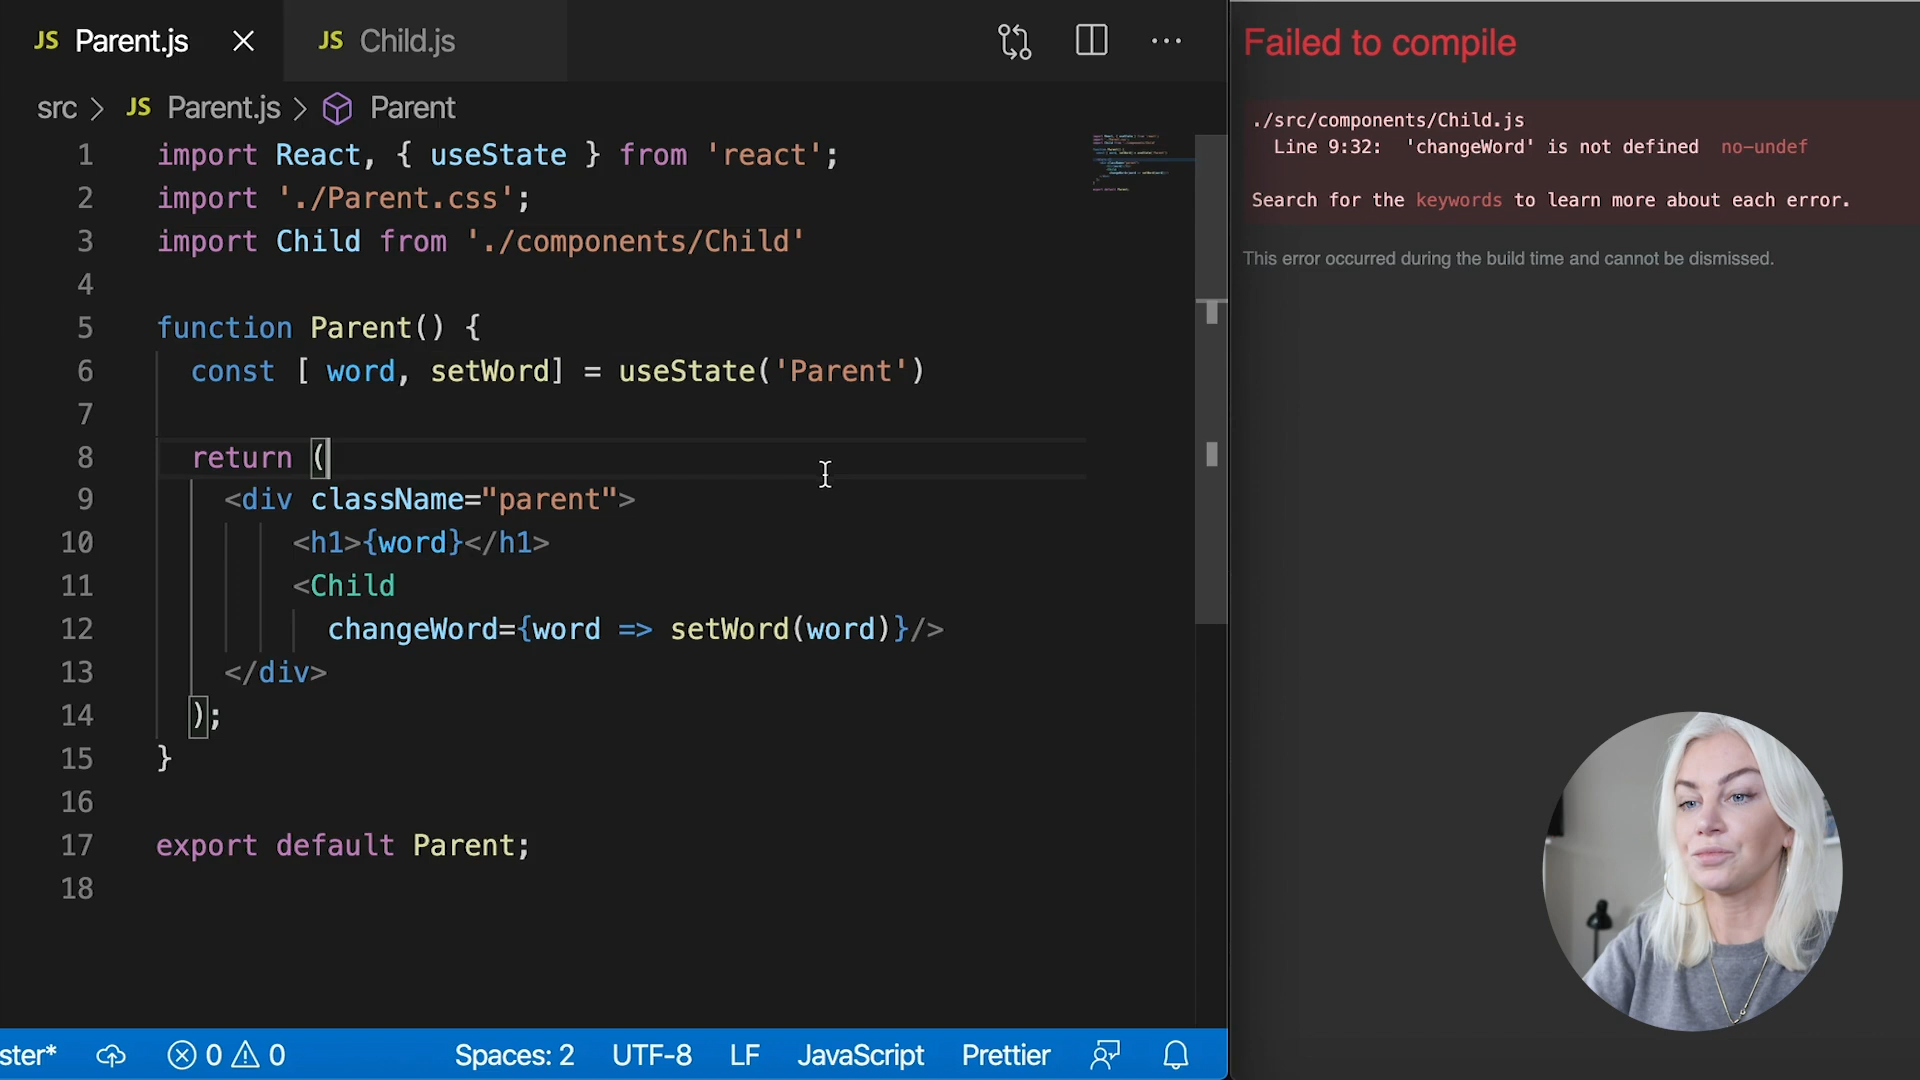 JS Parent.js
JS Child.js
src > JS Parent.js > Parent
1 import React, { useState } from 'react';
2 import './Parent.css';
3 import Child from './components/Child'
4
5 function Parent() {
6 const [ word, setWord] = useState('Parent')
7
8 return (
9 <div className="parent">
10 <h1>{word}</h1>
11 <Child
12 changeWord={word => setWord(word)}/>
13 </div>
14 );
15 }
16
17 export default Parent;
18
ster* 0 0 Spaces: 2 UTF-8 LF JavaScript Prettier
Failed to compile
./src/components/Child.js
Line 9:32: 'changeWord' is not defined no-undef
Search for the keywords to learn more about each error.
This error occurred during the build time and cannot be dismissed.